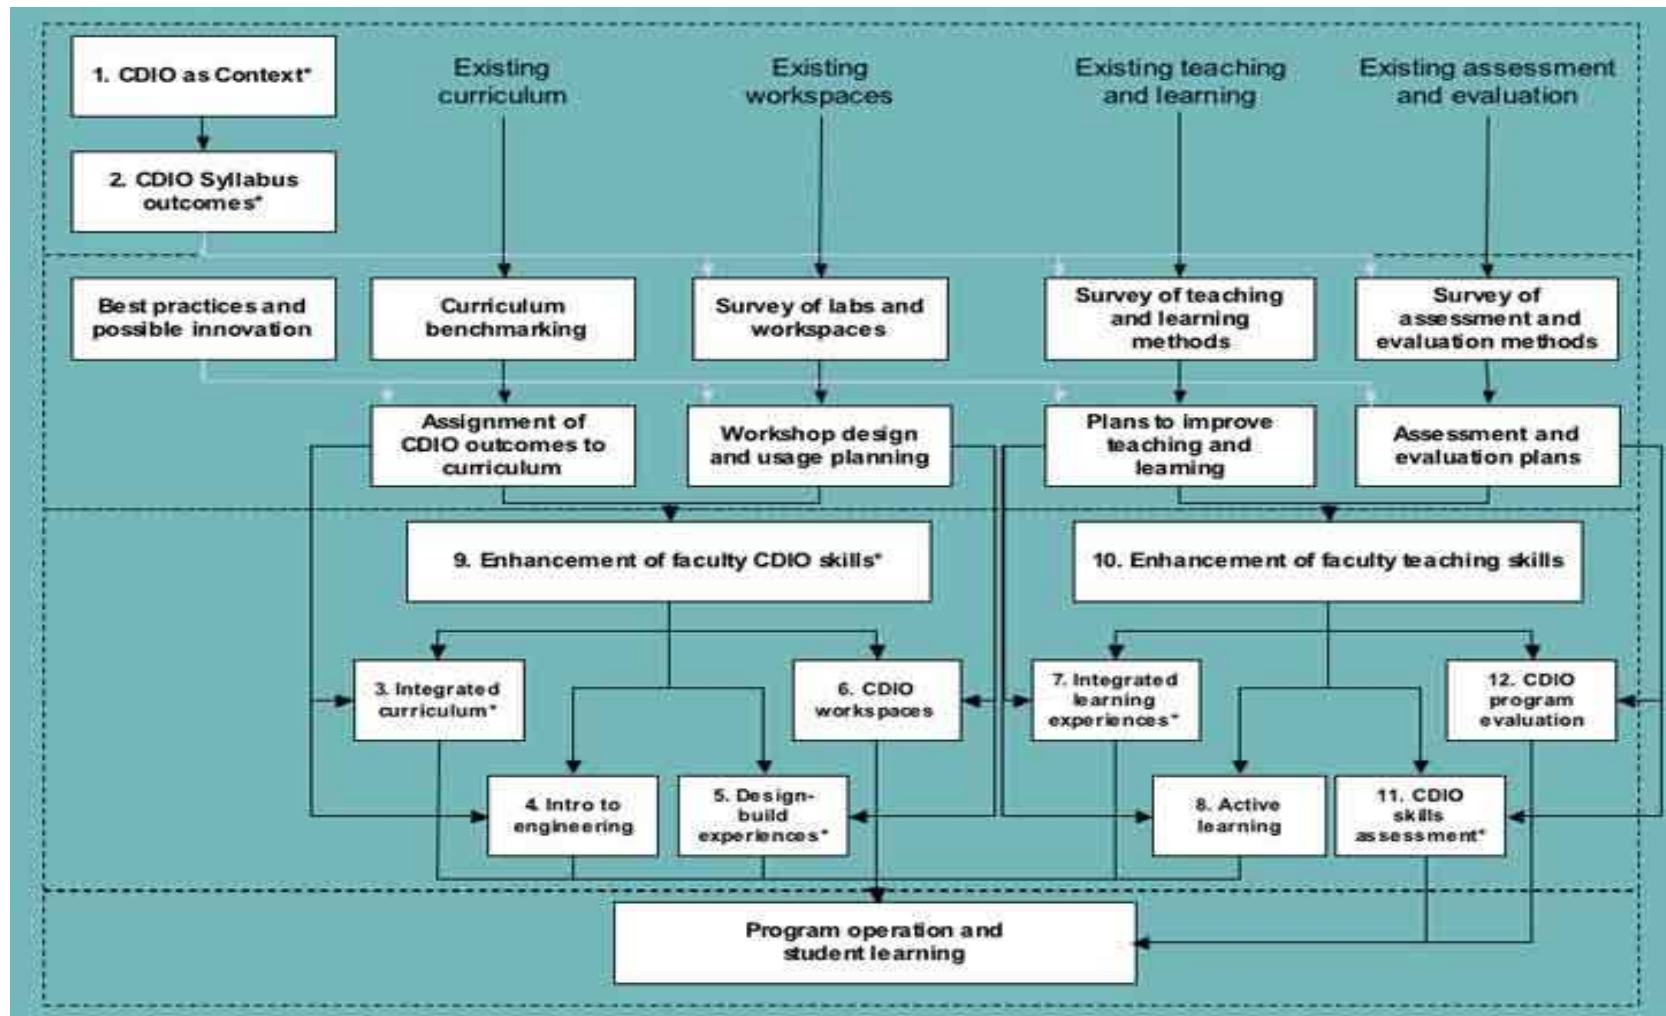 1. CDIO as Context*
Existing
curriculum
Existing
workspaces
Existing teaching
and learning
Existing assessment
and evaluation
2. CDIO Syllabus
outcomes*
Best practices and
possible innovation
Curriculum
benchmarking
Survey of labs and
workspaces
Survey of teaching
and learning
methods
Survey of
assessment and
evaluation methods
Assignment of
CDIO outcomes to
curriculum
Workshop design
and usage planning
Plans to improve
teaching and
learning
Assessment and
evaluation plans
9. Enhancement of faculty CDIO skills*
10. Enhancement of faculty teaching skills
3. Integrated
curriculum*
6. CDIO
workspaces
7. Integrated
learning
experiences*
12. CDIO
program
evaluation
4. Intro to
engineering
5. Design-
build
experiences*
8. Active
learning
11. CDIO
skills
assessment*
Program operation and
student learning